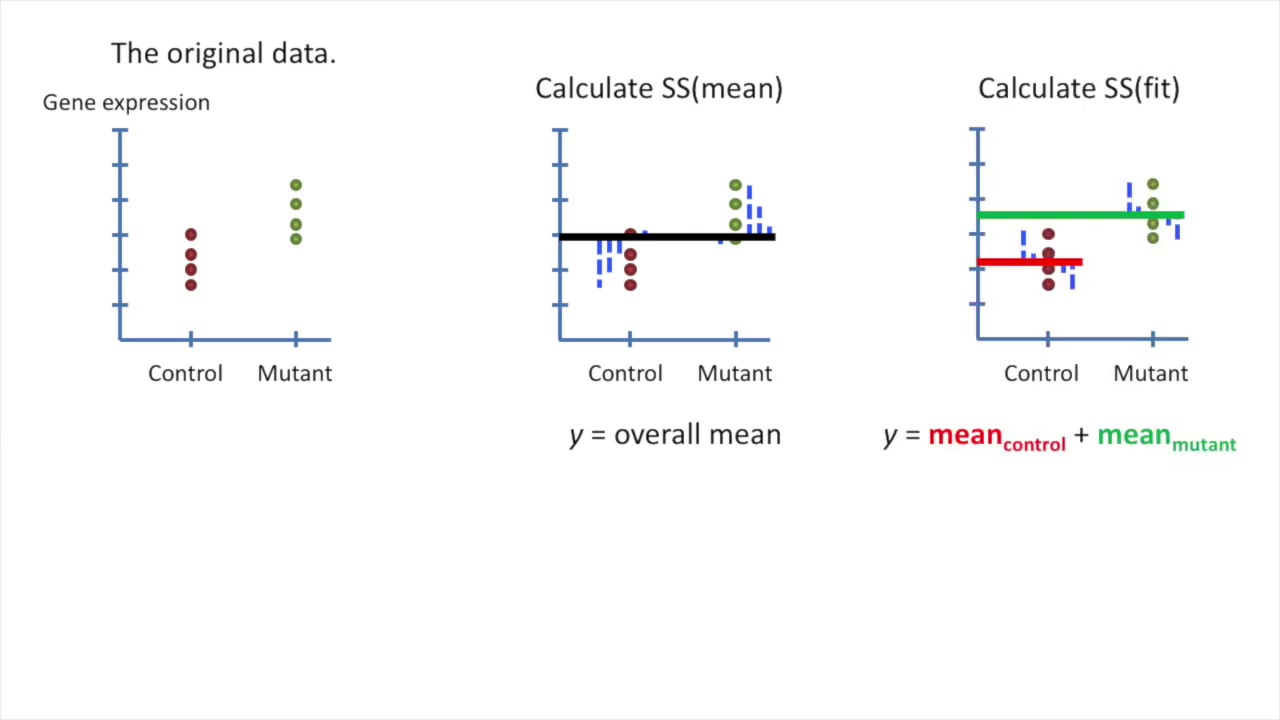 The original data.
Gene expression
Control Mutant
Calculate SS(mean)
Control Mutant
y = overall mean
Calculate SS(fit)
Control Mutant
y = meancontrol + meanmutant